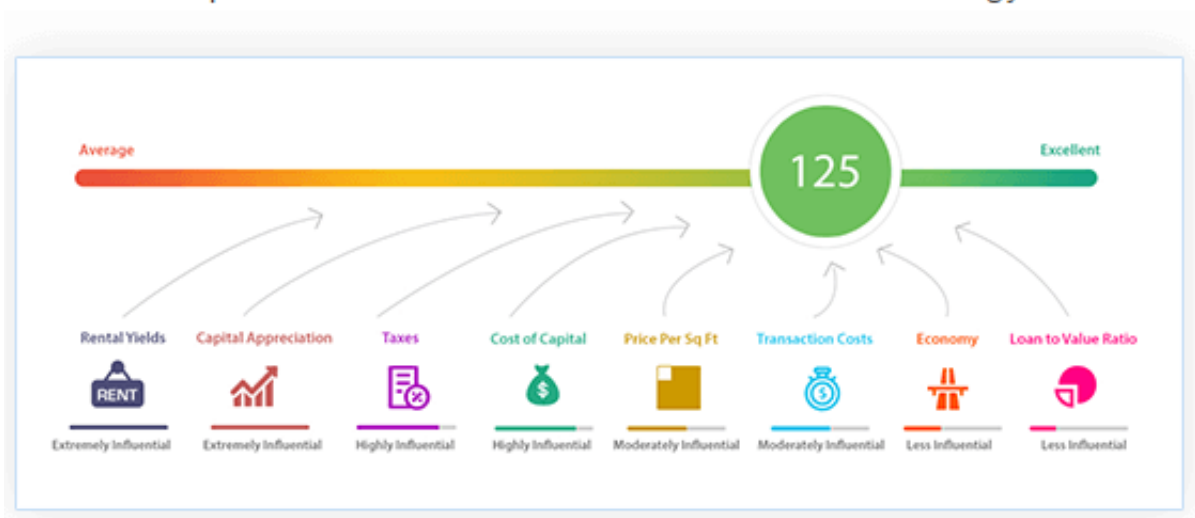 Average
Excellent
125
Rental Yields
Capital Appreciation
Taxes
Cost of Capital
Price Per Sq Ft
Transaction Costs
Economy
Loan to Value Ratio
RENT
$
%
$
Extremely Influential
Extremely Influential
Highly Influential
Highly Influential
Moderately Influential
Moderately Influential
Less Influential
Less Influential